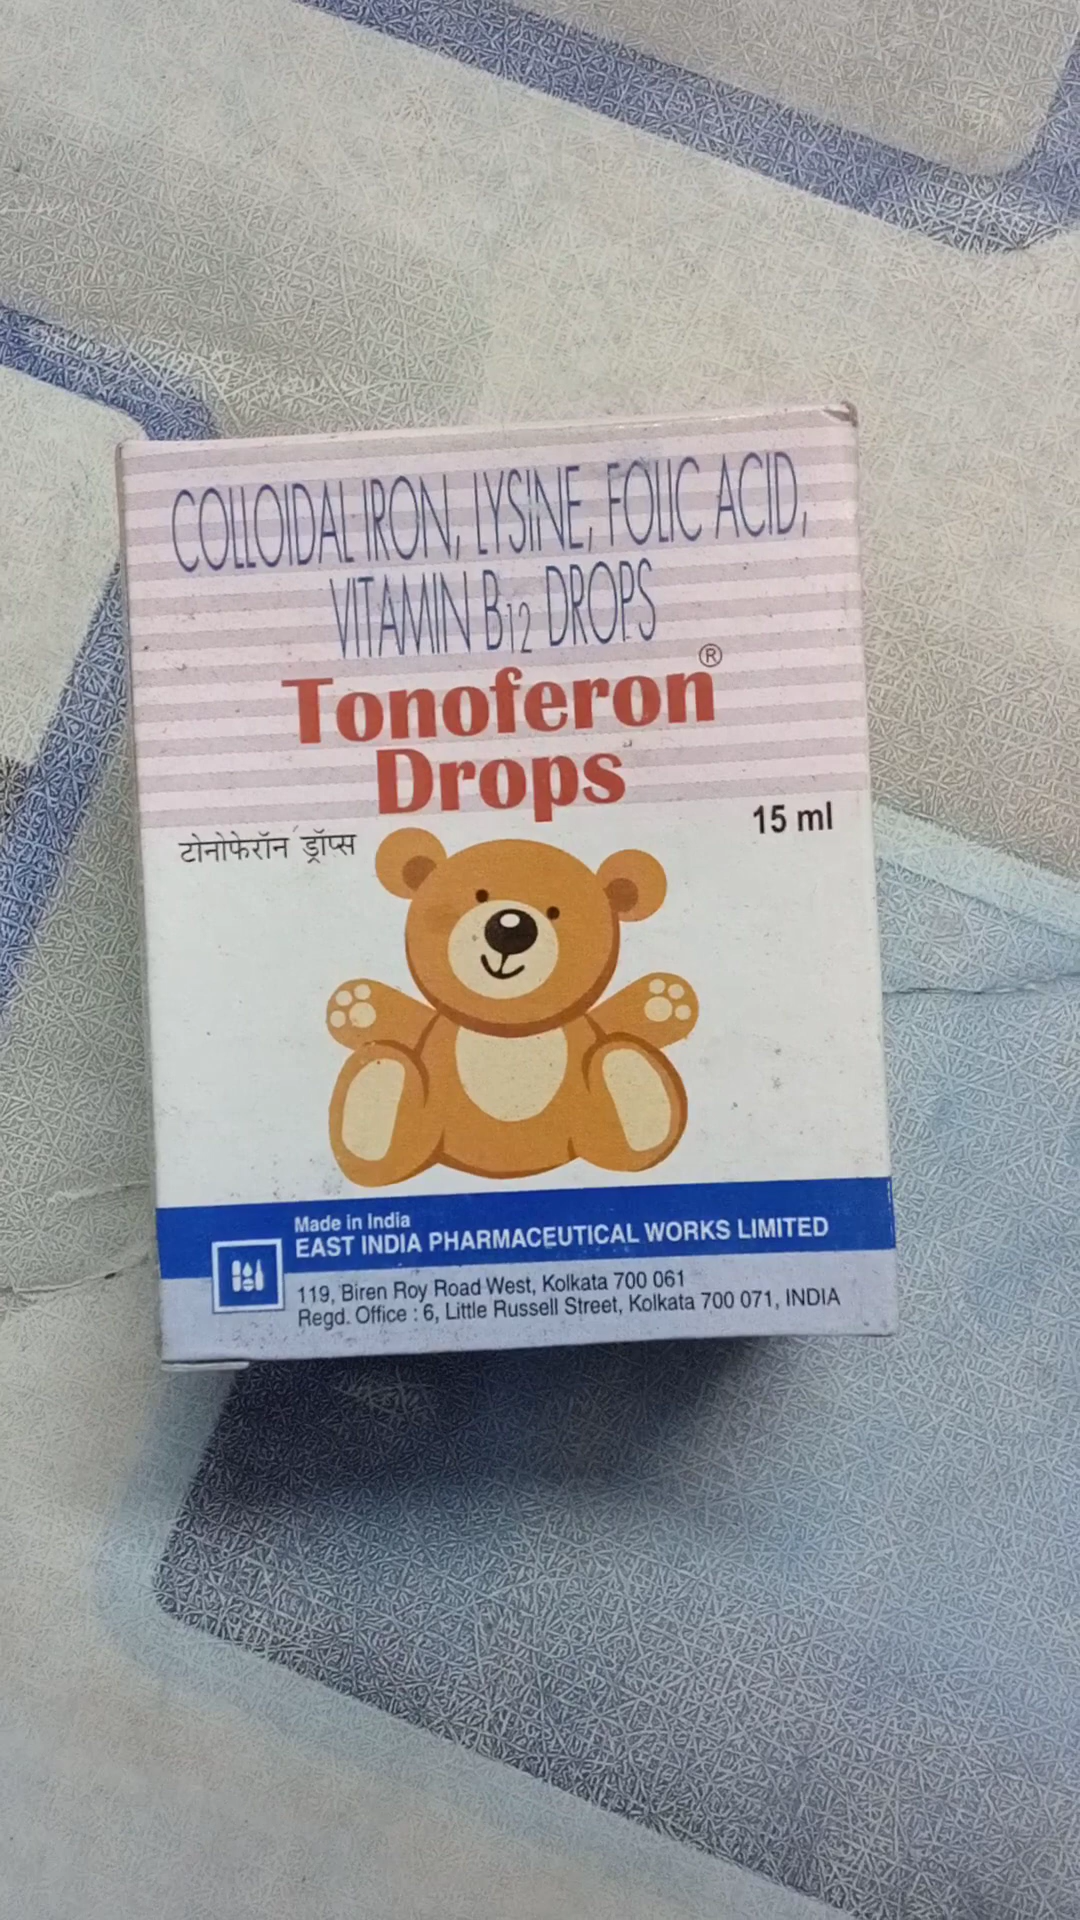 COLLOIDAL IRON, LYSINE, FOLIC ACID,
VITAMIN B12 DROPS
Tonoferon®
Drops
15 ml
टोनोफेरॉन ड्रॉप्स
Made in India
EAST INDIA PHARMACEUTICAL WORKS LIMITED
119, Biren Roy Road West, Kolkata 700 061
Regd. Office : 6, Little Russell Street, Kolkata 700 071, INDIA